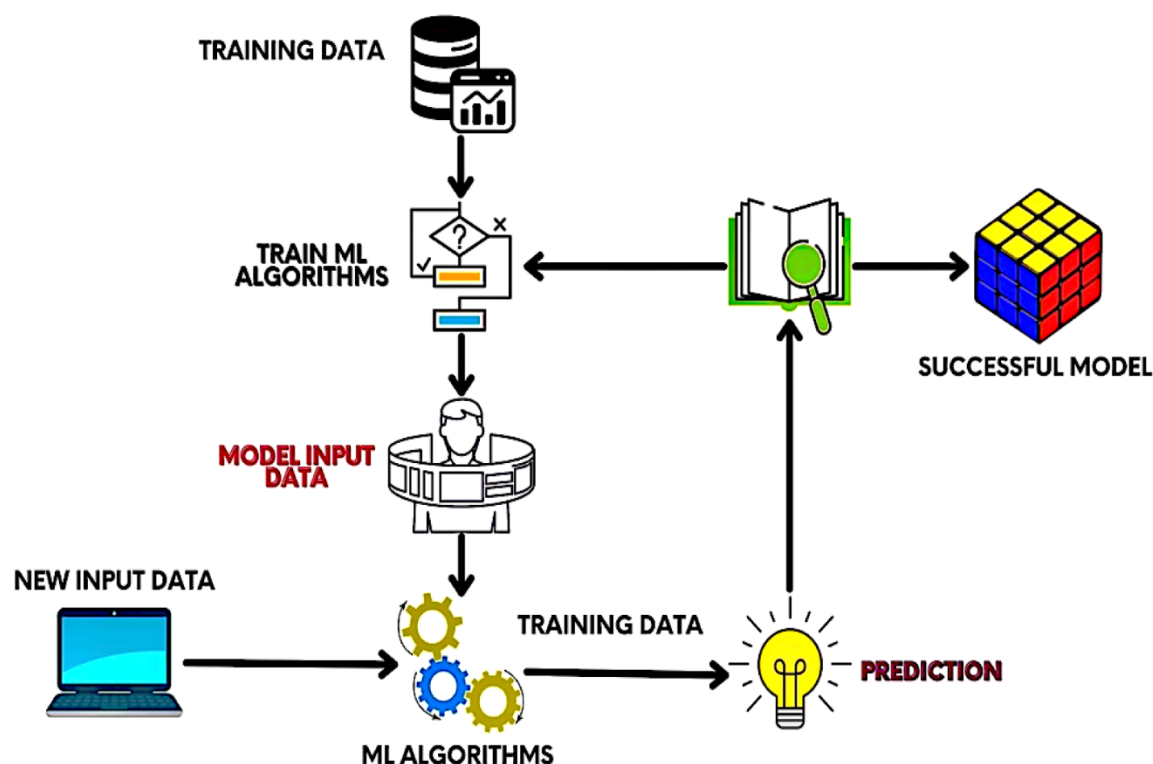 TRAINING DATA
?
TRAIN ML
ALGORITHMS
SUCCESSFUL MODEL
MODEL INPUT
DATA
NEW INPUT DATA
TRAINING DATA
PREDICTION
ML ALGORITHMS